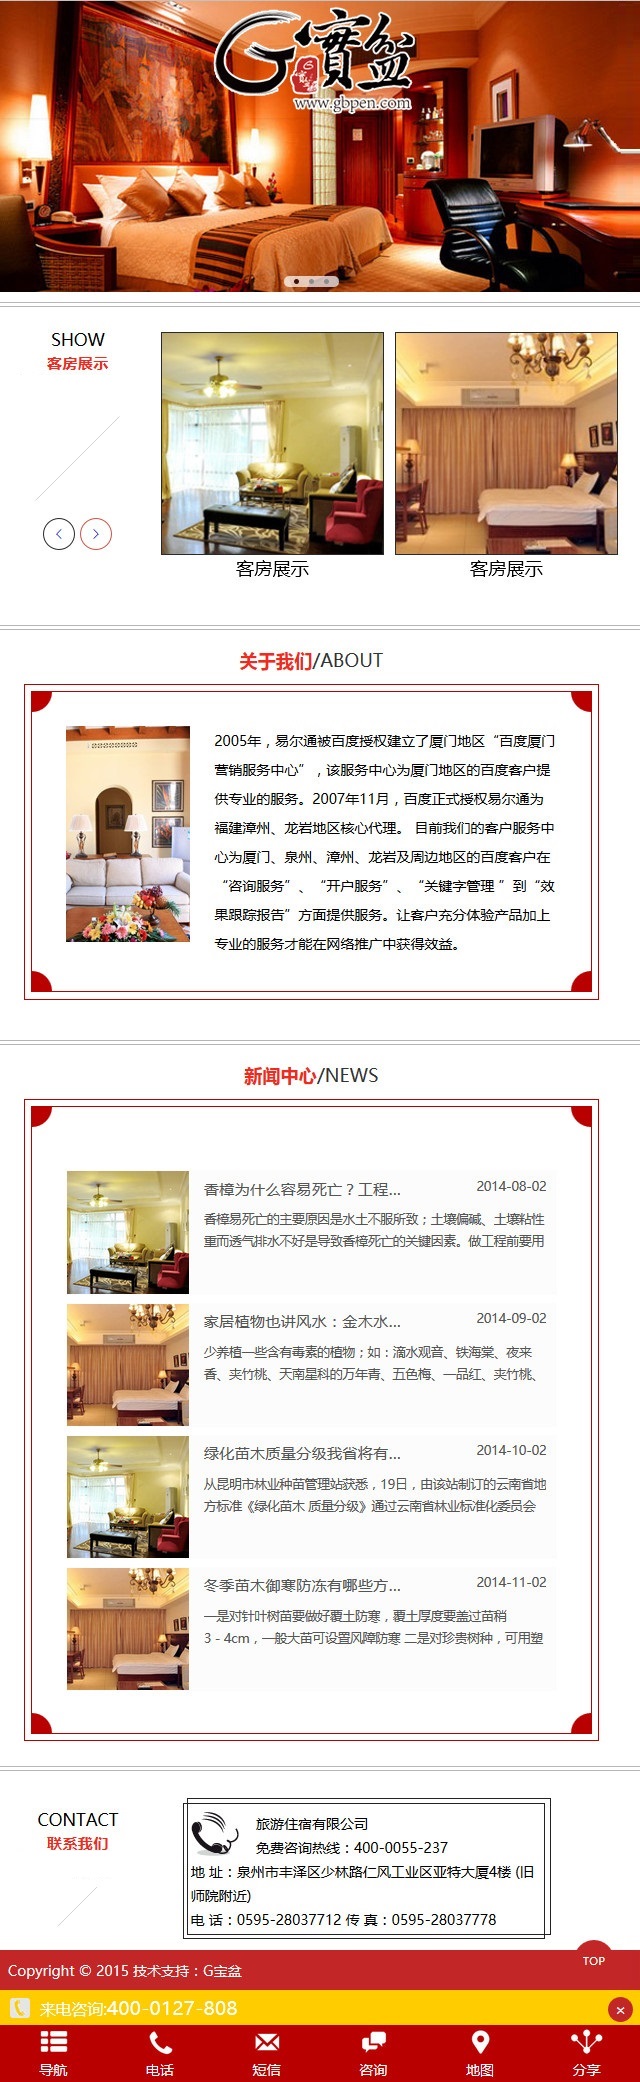 G寶盆
www.gbpen.com
SHOW
客房展示
客房展示
客房展示
关于我们/ABOUT
2005年，易尔通被百度授权建立了厦门地区“百度厦门
营销服务中心”，该服务中心为厦门地区的百度客户提
供专业的服务。2007年11月，百度正式授权易尔通为
福建漳州、龙岩地区核心代理。 目前我们的客户服务中
心为厦门、泉州、漳州、龙岩及周边地区的百度客户在
“咨询服务”、“开户服务”、“关键字管理 ”到“效
果跟踪报告”方面提供服务。让客户充分体验产品加上
专业的服务才能在网络推广中获得效益。
新闻中心/NEWS
香樟为什么容易死亡？工程...
2014-08-02
香樟易死亡的主要原因是水土不服所致；土壤偏碱、土壤粘性
重而透气排水不好是导致香樟死亡的关键因素。做工程前要用
家居植物也讲风水：金木水...
2014-09-02
少养植一些含有毒素的植物；如：滴水观音、铁海棠、夜来
香、夹竹桃、天南星科的万年青、五色梅、一品红、夹竹桃、
绿化苗木质量分级我省将有...
2014-10-02
从昆明市林业种苗管理站获悉，19日，由该站制订的云南省地
方标准《绿化苗木 质量分级》通过云南省林业标准化委员会
冬季苗木御寒防冻有哪些方...
2014-11-02
一是对针叶树苗要做好覆土防寒，覆土厚度要盖过苗梢
3－4cm，一般大苗可设置风障防寒 二是对珍贵树种，可用塑
CONTACT
联系我们
旅游住宿有限公司
免费咨询热线：400-0055-237
地 址：泉州市丰泽区少林路仁风工业区亚特大厦4楼 (旧
师院附近)
电 话：0595-28037712 传 真：0595-28037778
TOP
Copyright © 2015 技术支持：G宝盆
来电咨询:400-0127-808
×
导航 电话 短信 咨询 地图 分享